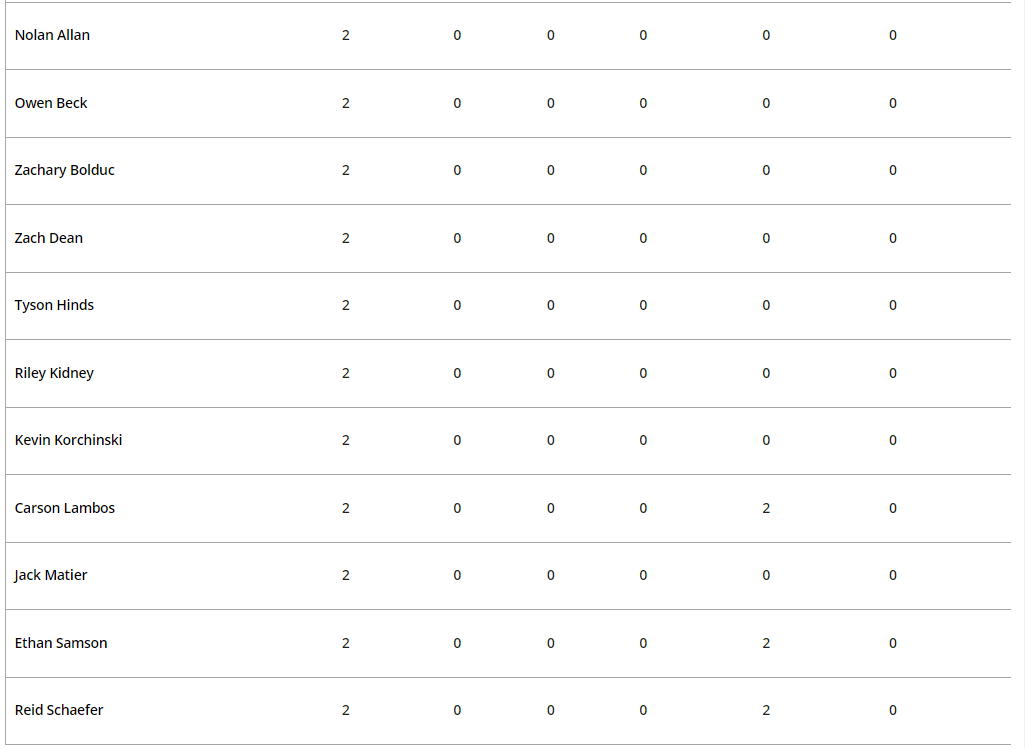 Nolan Allan 2 0 0 0 0 0
Owen Beck 2 0 0 0 0 0
Zachary Bolduc 2 0 0 0 0 0
Zach Dean 2 0 0 0 0 0
Tyson Hinds 2 0 0 0 0 0
Riley Kidney 2 0 0 0 0 0
Kevin Korchinski 2 0 0 0 0 0
Carson Lambos 2 0 0 0 2 0
Jack Matier 2 0 0 0 0 0
Ethan Samson 2 0 0 0 2 0
Reid Schaefer 2 0 0 0 2 0